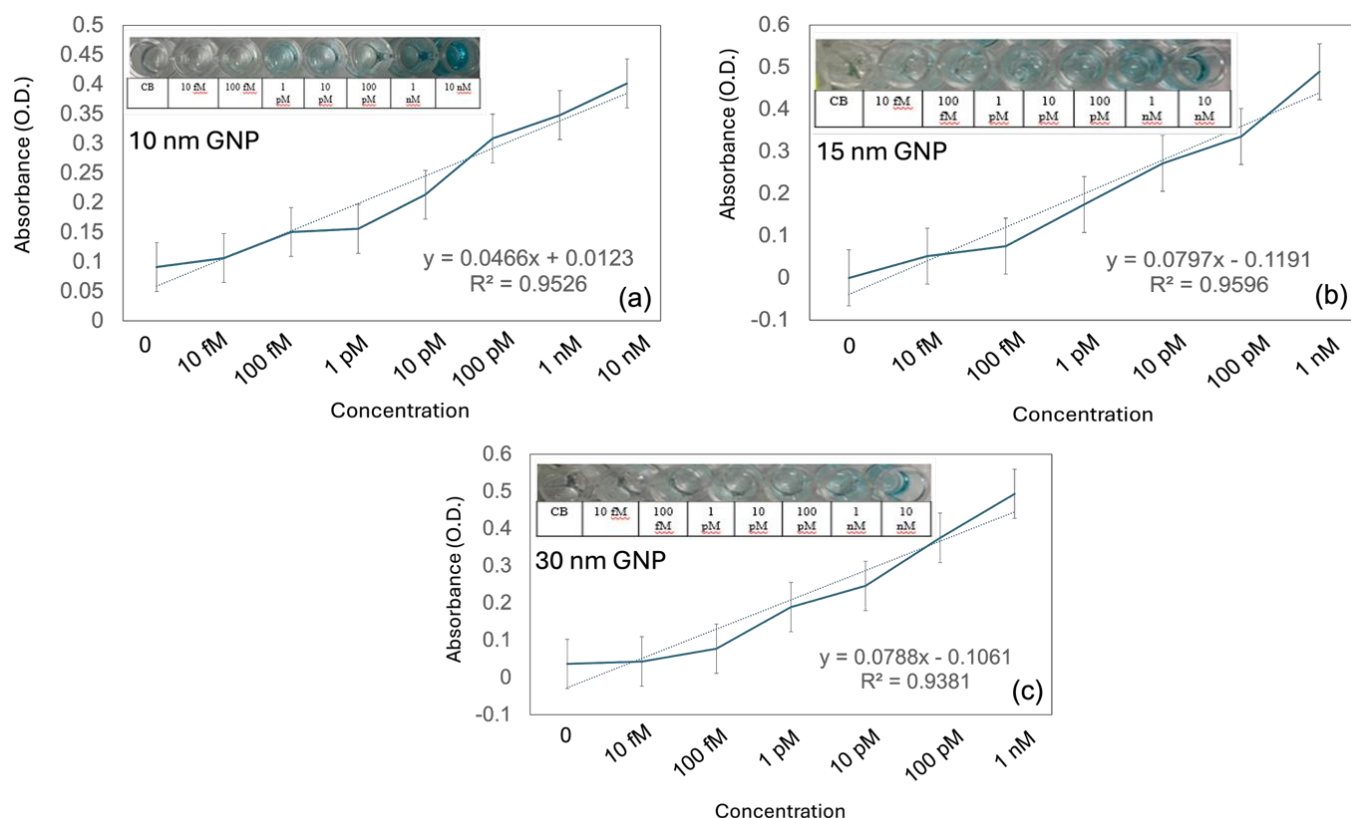 Absorbance (O.D.)
0.5
0.45
0.4
0.35
0.3
0.25
0.2
0.15
0.1
0.05
0
CB 10 fM 100 fM 1 pM 10 pM 100 pM 1 nM 10 nM
10 nm GNP
y = 0.0466x + 0.0123
R² = 0.9526
(a)
0 10 fM 100 fM 1 pM 10 pM 100 pM 1 nM 10 nM
Concentration
Absorbance (O.D.)
0.6
0.5
0.4
0.3
0.2
0.1
0
-0.1
CB 10 fM 100 fM 1 pM 10 pM 100 pM 1 nM 10 nM
15 nm GNP
y = 0.0797x - 0.1191
R² = 0.9596
(b)
0 10 fM 100 fM 1 pM 10 pM 100 pM 1 nM
Concentration
Absorbance (O.D.)
0.6
0.5
0.4
0.3
0.2
0.1
0
-0.1
CB 10 fM 100 fM 1 pM 10 pM 100 pM 1 nM 10 nM
30 nm GNP
y = 0.0788x - 0.1061
R² = 0.9381
(c)
0 10 fM 100 fM 1 pM 10 pM 100 pM 1 nM
Concentration